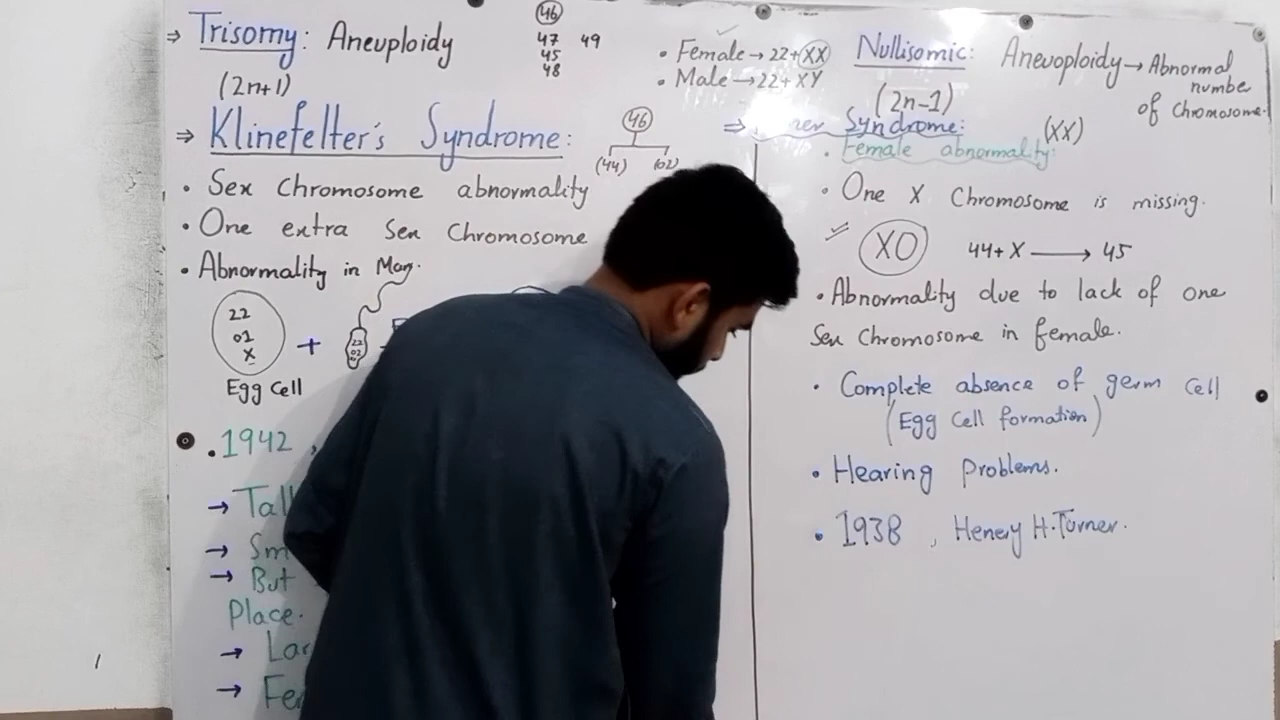 ⇒ Trisomy: Aneuploidy
(2n+1)
46
47 49
45
48
• Female → 22+XX
• Male → 22+XY
⇒ Klinefelter's Syndrome:
46
(44) (02)
• Sex Chromosome abnormality
• One extra Sex Chromosome
• Abnormality in Man.
22
01
X
+
22
Egg Cell
• 1942,
→
→
→ But
Place.
→
→
Nullisomic: Aneuploidy → Abnormal
number
of Chromosome.
(2n-1)
⇒ Syndrome: (XX)
• Female abnormality:
• One X Chromosome is missing.
XO 44+X → 45
• Abnormality due to lack of one
Sex Chromosome in female.
• Complete absence of germ Cell
(Egg Cell formation)
• Hearing Problems.
• 1938, Henery H.Turner.